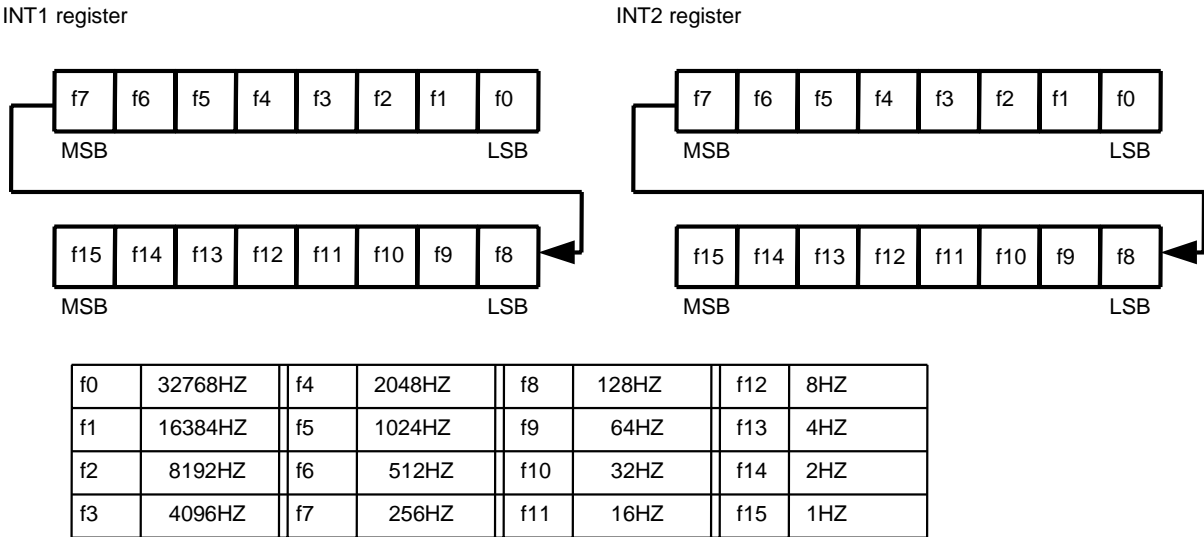 INT1 register INT2 register
f7 f6 f5 f4 f3 f2 f1 f0 f7 f6 f5 f4 f3 f2 f1 f0
MSB LSB MSB LSB
f15 f14 f13 f12 f11 f10 f9 f8 f15 f14 f13 f12 f11 f10 f9 f8
MSB LSB MSB LSB
f0 32768HZ f4 2048HZ f8 128HZ f12 8HZ
f1 16384HZ f5 1024HZ f9 64HZ f13 4HZ
f2 8192HZ f6 512HZ f10 32HZ f14 2HZ
f3 4096HZ f7 256HZ f11 16HZ f15 1HZ